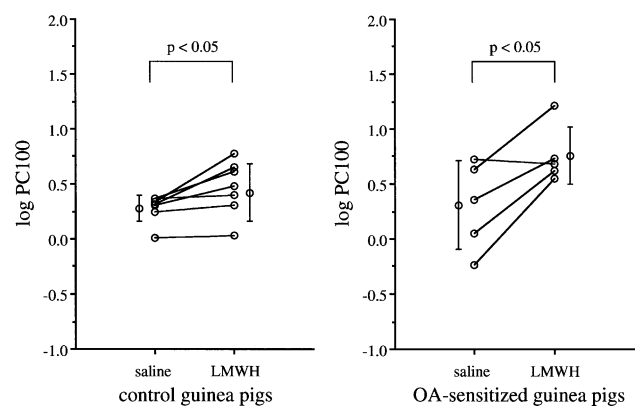 2.0
p < 0.05
1.5
1.0
log PC100
0.5
0.0
-0.5
-1.0
saline LMWH
control guinea pigs
2.0
p < 0.05
1.5
1.0
log PC100
0.5
0.0
-0.5
-1.0
saline LMWH
OA-sensitized guinea pigs